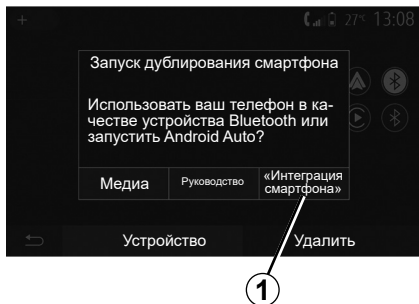 + 27°C 13:08
Запуск дублирования смартфона
Использовать ваш телефон в ка-
честве устройства Bluetooth или
запустить Android Auto?
Медиа Руководство «Интеграция
смартфона»
Устройство Удалить
1